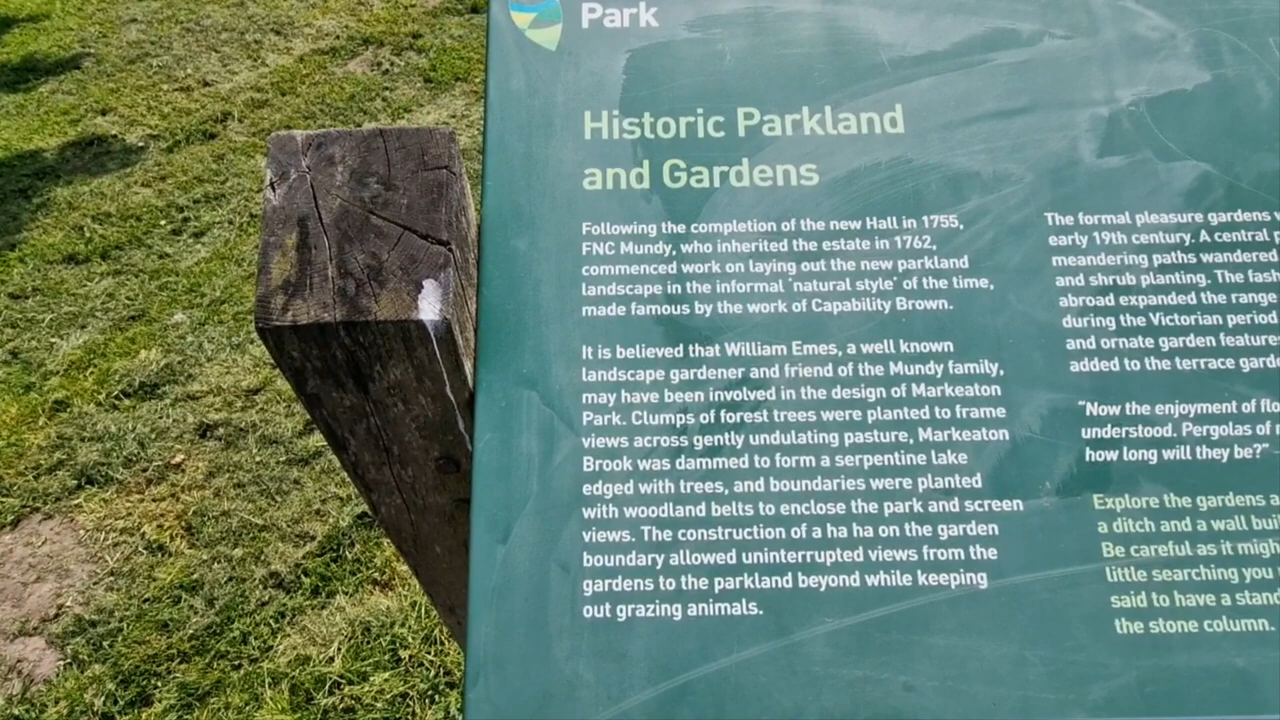 Park
Historic Parkland
and Gardens
Following the completion of the new Hall in 1755,
FNC Mundy, who inherited the estate in 1762,
commenced work on laying out the new parkland
landscape in the informal 'natural style' of the time,
made famous by the work of Capability Brown.
It is believed that William Emes, a well known
landscape gardener and friend of the Mundy family,
may have been involved in the design of Markeaton
Park. Clumps of forest trees were planted to frame
views across gently undulating pasture, Markeaton
Brook was dammed to form a serpentine lake
edged with trees, and boundaries were planted
with woodland belts to enclose the park and screen
views. The construction of a ha ha on the garden
boundary allowed uninterrupted views from the
gardens to the parkland beyond while keeping
out grazing animals.
The formal pleasure gardens
early 19th century. A central
meandering paths wandered
and shrub planting. The
abroad expanded the range
during the Victorian period
and ornate garden
added to the terrace
"Now the enjoyment of
understood. Pergolas of
how long will they be?"
Explore the gardens
a ditch and a wall
Be careful as it
little searching you
said to have a
the stone column.